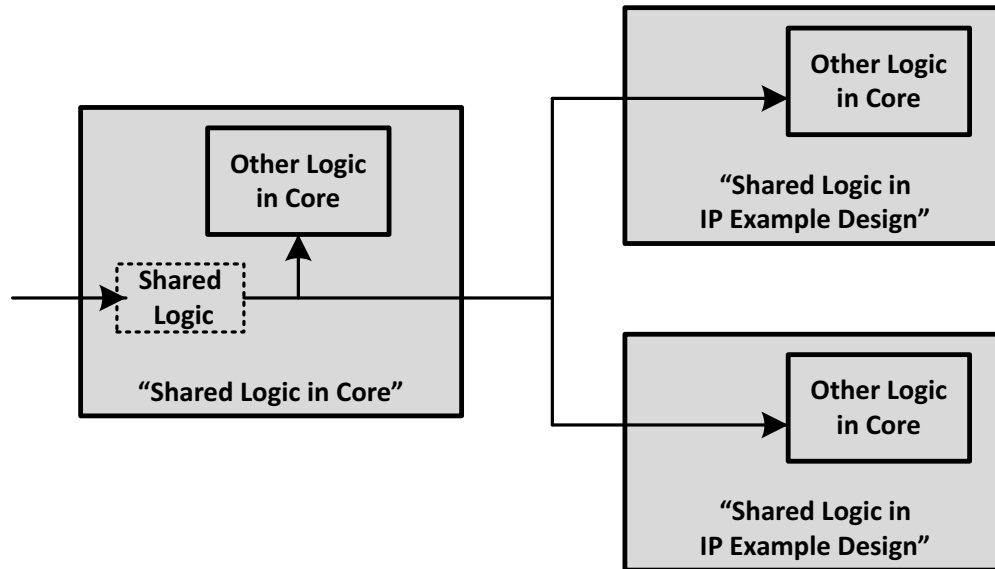 Other Logic
in Core
Shared
Logic
“Shared Logic in Core”
Other Logic
in Core
“Shared Logic in
IP Example Design”
Other Logic
in Core
“Shared Logic in
IP Example Design”